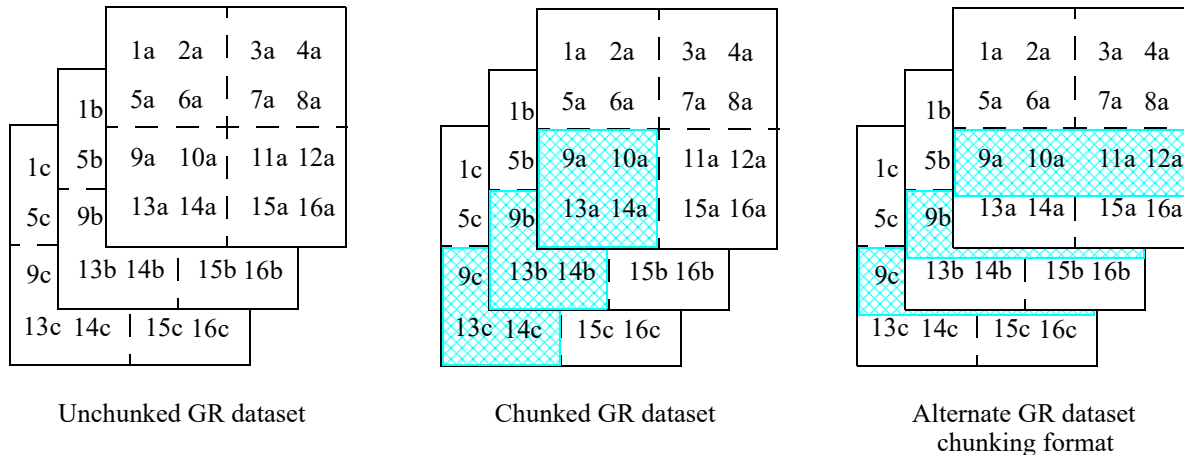 1a 2a 3a 4a
5a 6a 7a 8a
9a 10a 11a 12a
13a 14a 15a 16a
1b
5b
9b
13b 14b 15b 16b
1c
5c
9c
13c 14c 15c 16c
Unchunked GR dataset
1a 2a 3a 4a
5a 6a 7a 8a
9a 10a 11a 12a
13a 14a 15a 16a
1b
5b
9b
13b 14b 15b 16b
1c
5c
9c
13c 14c 15c 16c
Chunked GR dataset
1a 2a 3a 4a
5a 6a 7a 8a
9a 10a 11a 12a
13a 14a 15a 16a
1b
5b
9b
13b 14b 15b 16b
1c
5c
9c
13c 14c 15c 16c
Alternate GR dataset
chunking format